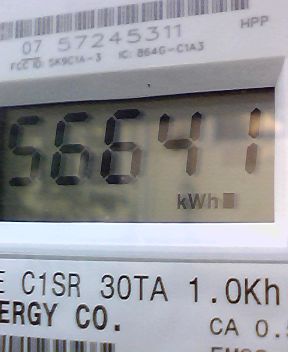 07 57245311
HPP
FCC ID: SK9C1A-3 IC: 864G-C1A3
56641
kWh
E C1SR 30TA 1.0Kh
ERGY CO.
CA 0.